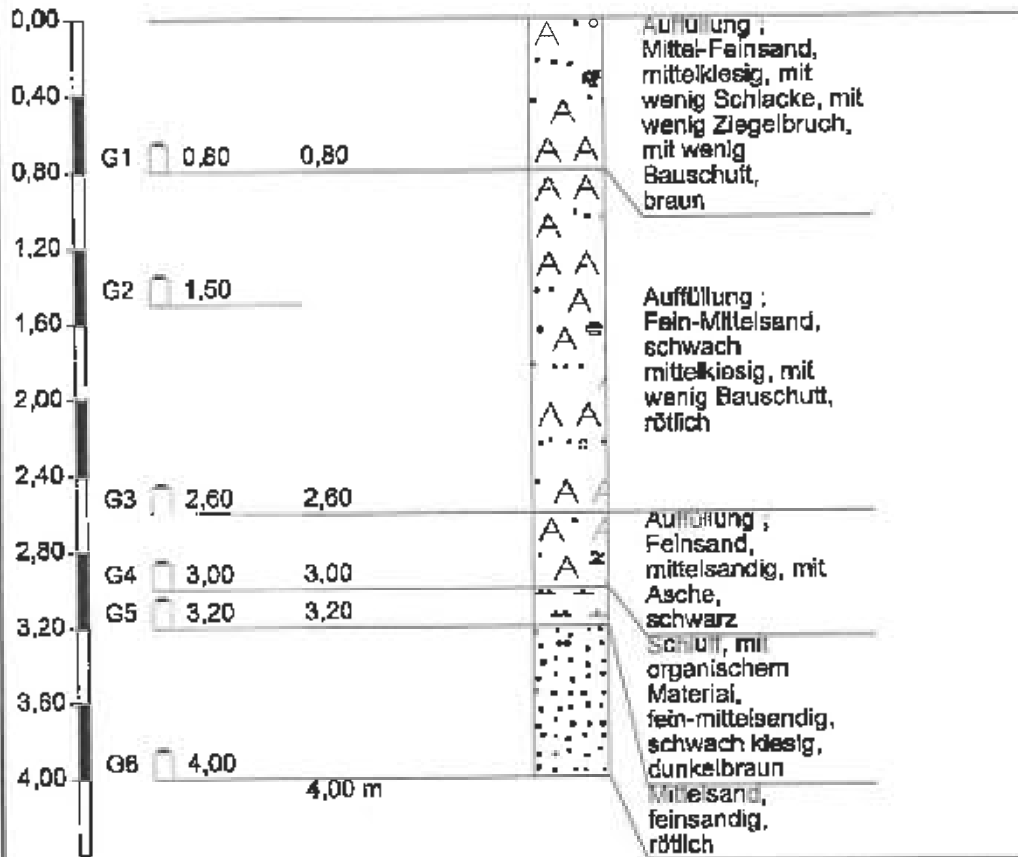 0,00
0,40
0,80
1,20
1,60
2,00
2,40
2,80
3,20
3,60
4,00
G1 0,80 0,80
G2 1,50
G3 2,60 2,60
G4 3,00 3,00
G5 3,20 3,20
G6 4,00
4,00 m
A
A
A A
A A
A
A A
A
A
A A
A A
A A
A
Auffüllung ;
Mittel-Feinsand,
mittelkiesig, mit
wenig Schlacke, mit
wenig Ziegelbruch,
mit wenig
Bauschutt,
braun
Auffüllung ;
Fein-Mittelsand,
schwach
mittelkiesig, mit
wenig Bauschutt,
rötlich
Auffüllung ;
Feinsand,
mittelsandig, mit
Asche,
schwarz
Schluff, mit
organischem
Material,
fein-mittelsandig,
schwach kiesig,
dunkelbraun
Mittelsand,
feinsandig,
rötlich